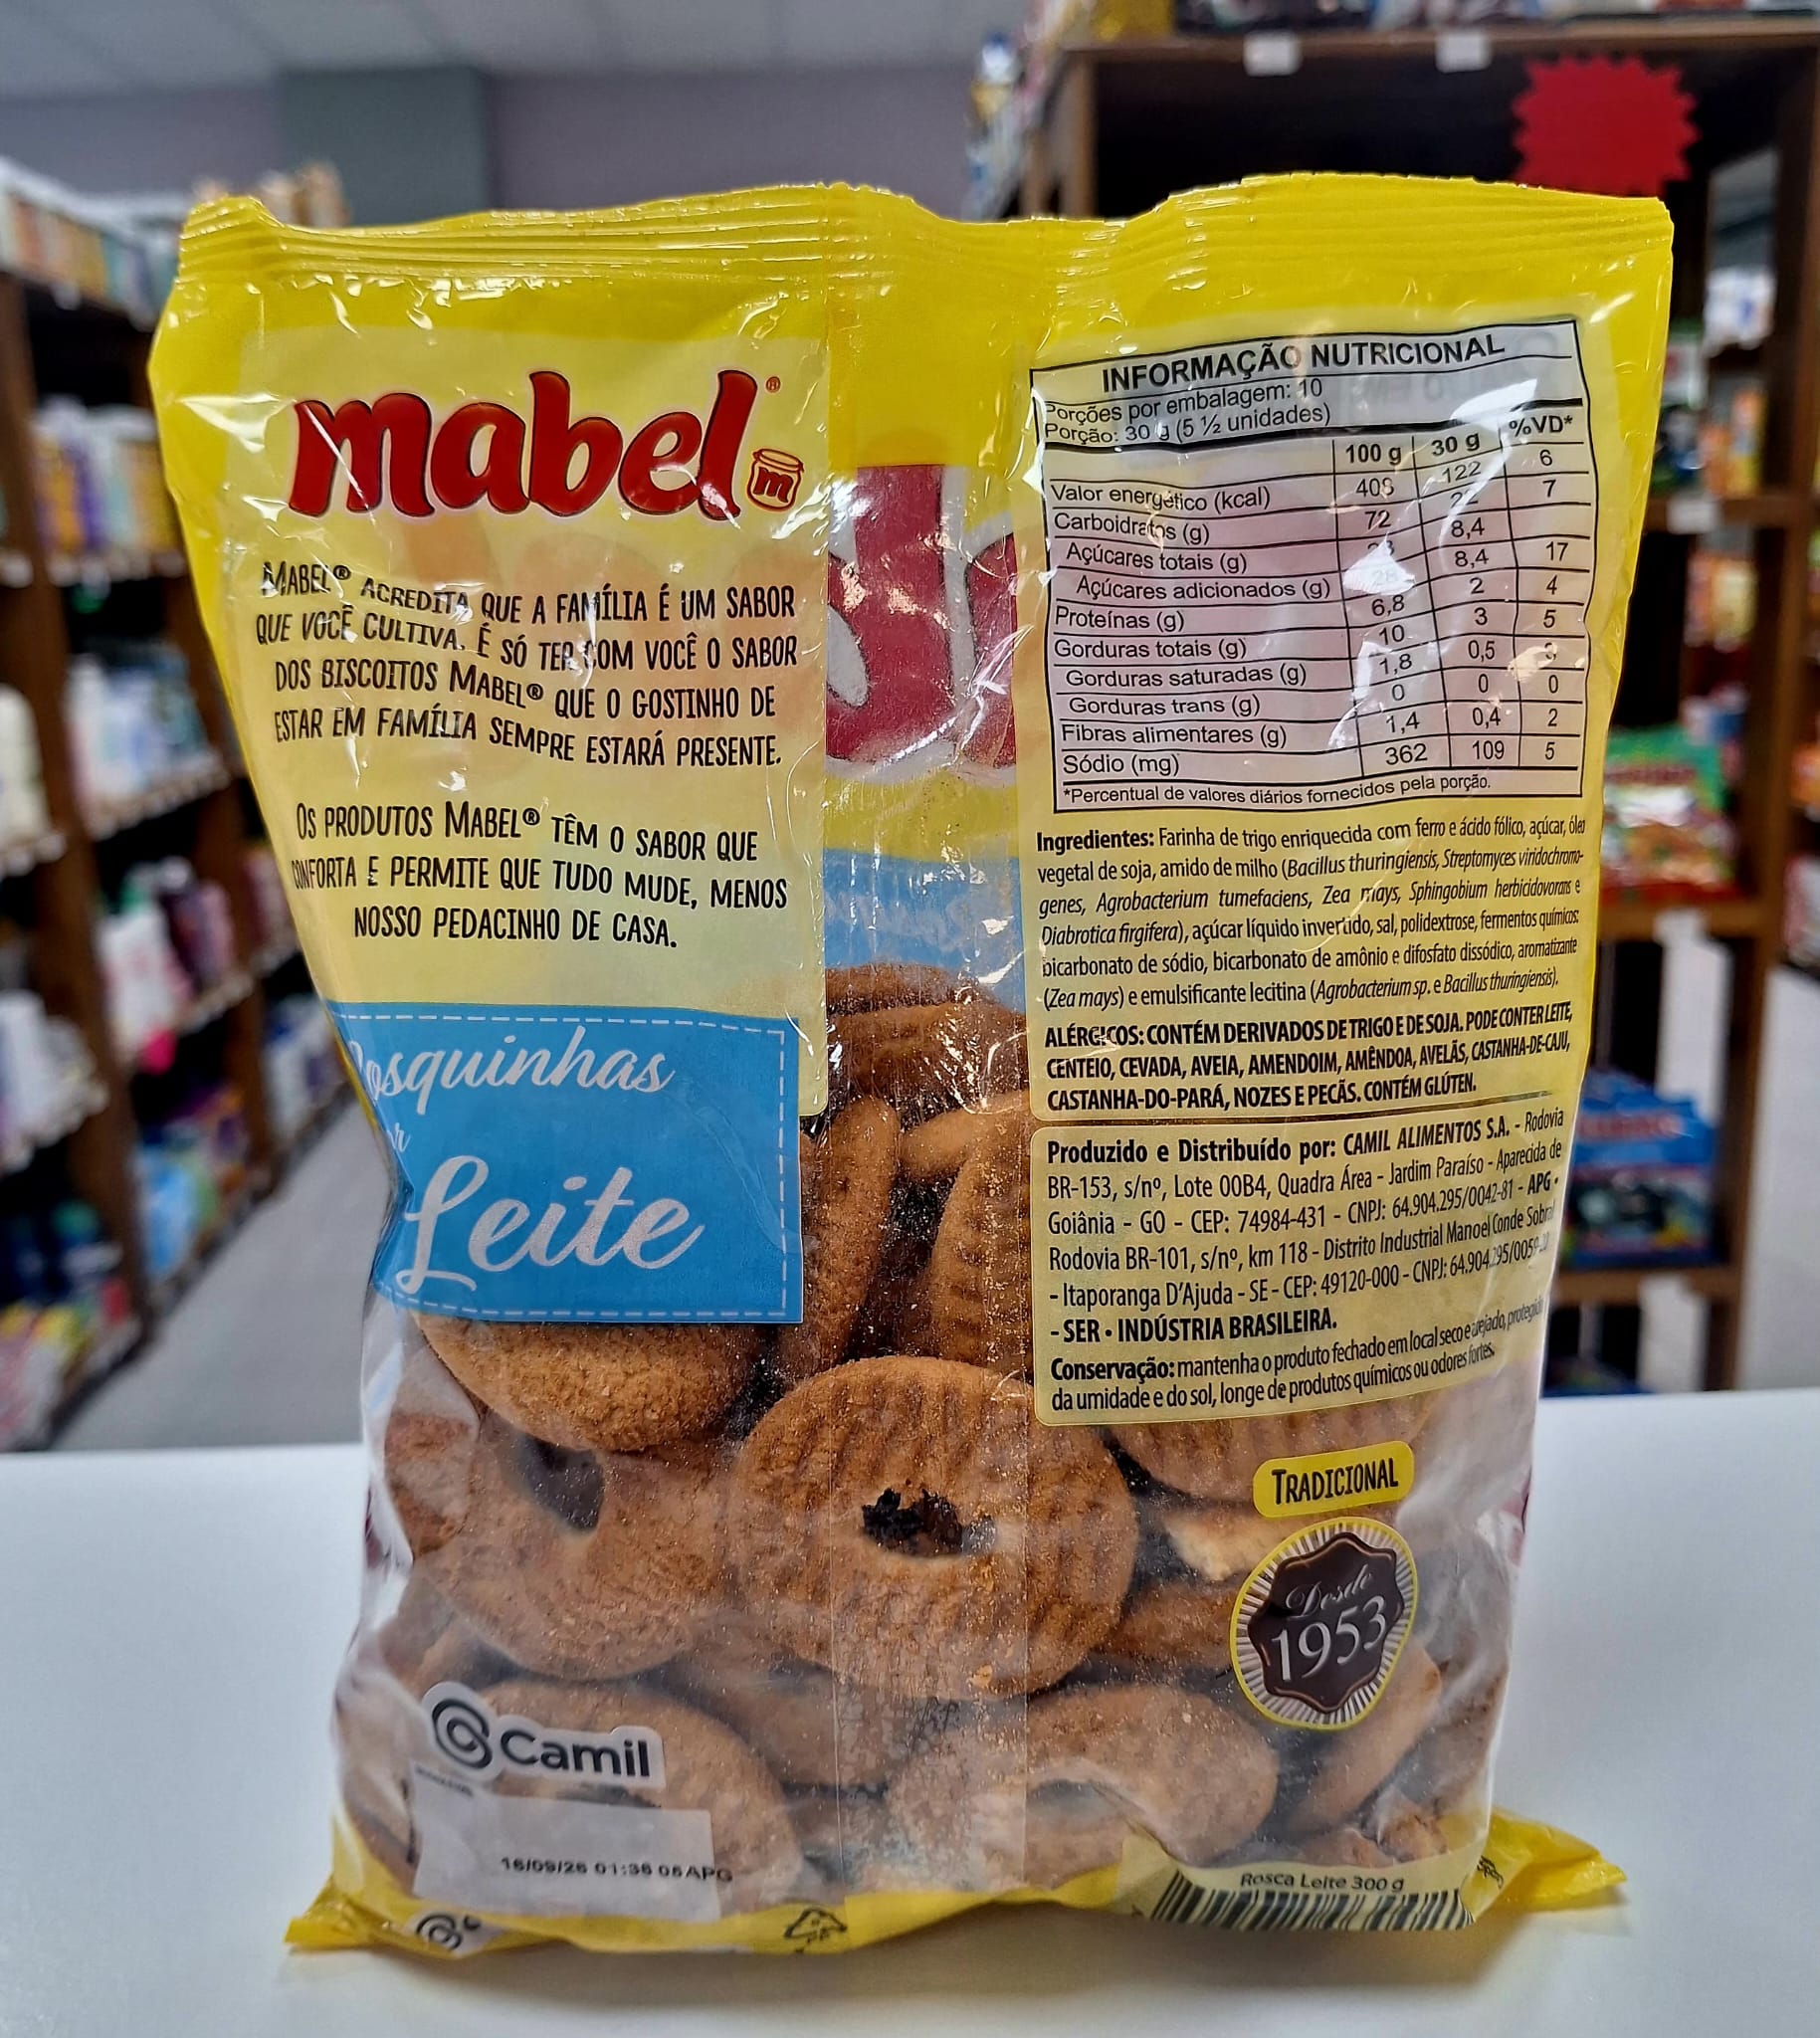 mabel®
m
MABEL® ACREDITA QUE A FAMÍLIA É UM SABOR
QUE VOCÊ CULTIVA. É SÓ TER COM VOCÊ O SABOR
DOS BISCOITOS MABEL® QUE O GOSTINHO DE
ESTAR EM FAMÍLIA SEMPRE ESTARÁ PRESENTE.
OS PRODUTOS MABEL® TÊM O SABOR QUE
CONFORTA E PERMITE QUE TUDO MUDE, MENOS
NOSSO PEDACINHO DE CASA.
osquinhas
Leite
INFORMAÇÃO NUTRICIONAL
Porções por embalagem: 10
Porção: 30 g (5 ½ unidades)
100 g 30 g %VD*
Valor energético (kcal) 122 6
Carboidratos (g) 72 7
Açúcares totais (g) 8,4
Açúcares adicionados (g) 28 8,4 17
Proteínas (g) 6,8 2 4
Gorduras totais (g) 10 3 5
Gorduras saturadas (g) 1,8 0,5
Gorduras trans (g) 0 0 0
Fibras alimentares (g) 1,4 0,4 2
Sódio (mg) 362 109 5
*Percentual de valores diários fornecidos pela porção.
Ingredientes: Farinha de trigo enriquecida com ferro e ácido fólico, açúcar, óleo
vegetal de soja, amido de milho (Bacillus thuringiensis, Streptomyces viridochromo-
genes, Agrobacterium tumefaciens, Zea mays, Sphingobium herbicidovorans e
Diabrotica firgifera), açúcar líquido invertido, sal, polidextrose, fermentos químicos:
bicarbonato de sódio, bicarbonato de amônio e difosfato dissódico, aromatizante
(Zea mays) e emulsificante lecitina (Agrobacterium sp. e Bacillus thuringiensis).
ALÉRGICOS: CONTÉM DERIVADOS DE TRIGO E DE SOJA. PODE CONTER LEITE,
CENTEIO, CEVADA, AVEIA, AMENDOIM, AMÊNDOA, AVELÃS, CASTANHA-DE-CAJU,
CASTANHA-DO-PARÁ, NOZES E PECÃS. CONTÉM GLÚTEN.
Produzido e Distribuído por: CAMIL ALIMENTOS S.A. - Rodovia
BR-153, s/nº, Lote 00B4, Quadra Área - Jardim Paraíso - Aparecida de
Goiânia - GO - CEP: 74984-431 - CNPJ: 64.904.295/0042-81 - APG •
Rodovia BR-101, s/nº, km 118 - Distrito Industrial Manoel Conde Sobral
- Itaporanga D'Ajuda - SE - CEP: 49120-000 - CNPJ:
- SER • INDÚSTRIA BRASILEIRA.
Conservação: mantenha o produto fechado em local seco e arejado, protegido
da umidade e do sol, longe de produtos químicos ou odores fortes.
TRADICIONAL
Desde
1953
Camil
16/09/26 01:36 06APG
Rosca Leite 300 g